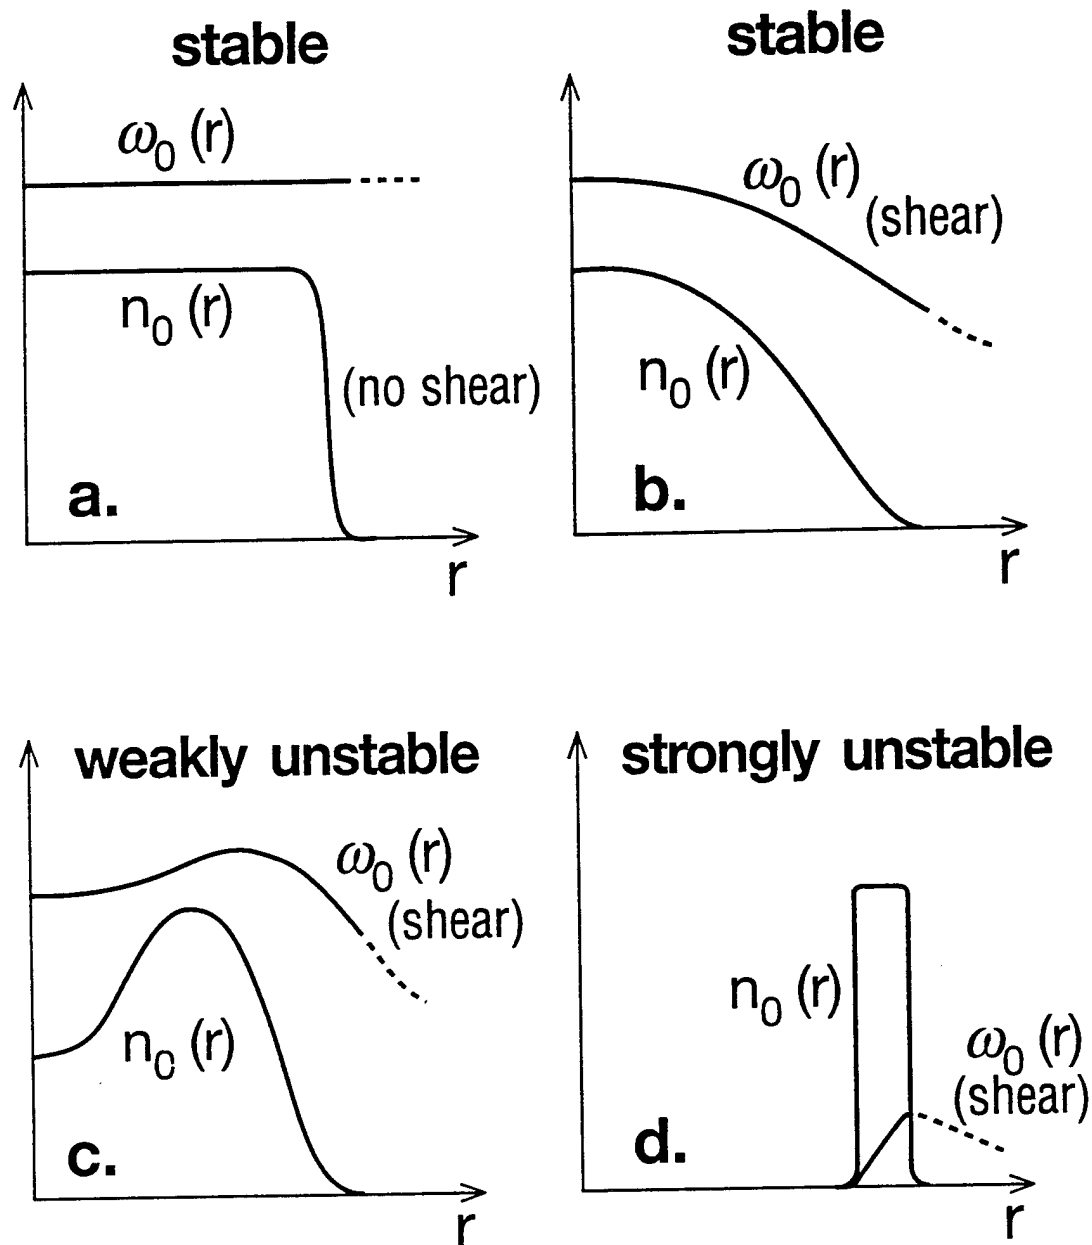 stable
ω₀ (r)
n₀ (r)
(no shear)
a.
r
stable
ω₀ (r)
(shear)
n₀ (r)
b.
r
weakly unstable
ω₀ (r)
(shear)
n₀ (r)
c.
r
strongly unstable
n₀ (r)
ω₀ (r)
(shear)
d.
r